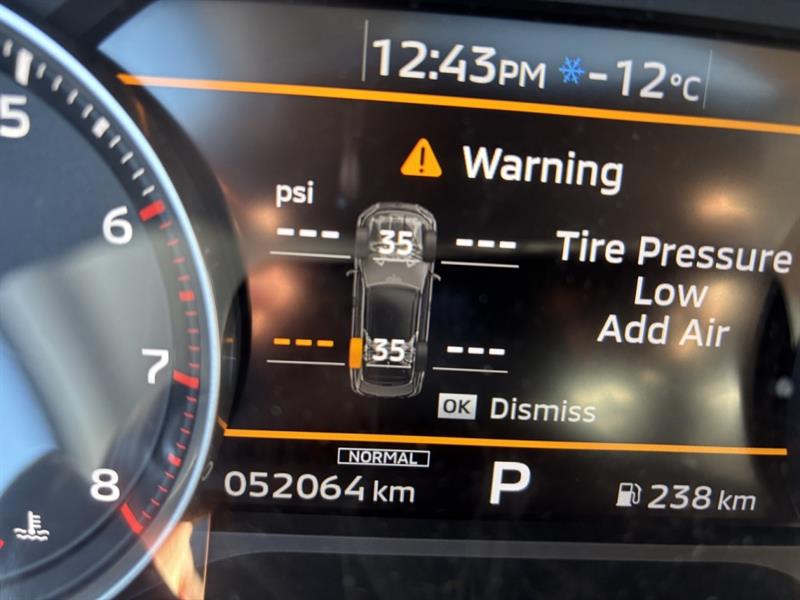 12:43PM -12°C
5
Warning
psi
6
--- 35 ---
Tire Pressure
Low
Add Air
--- 35 ---
7
OK Dismiss
NORMAL
8
052064 km P 238 km